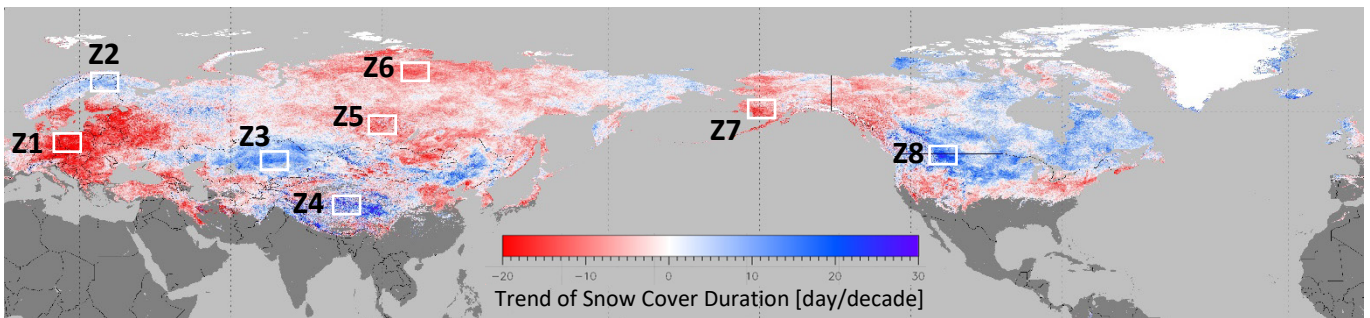 Z2
Z6
Z5
Z1
Z3
Z7
Z8
Z4
−20 −10 0 10 20 30
Trend of Snow Cover Duration [day/decade]